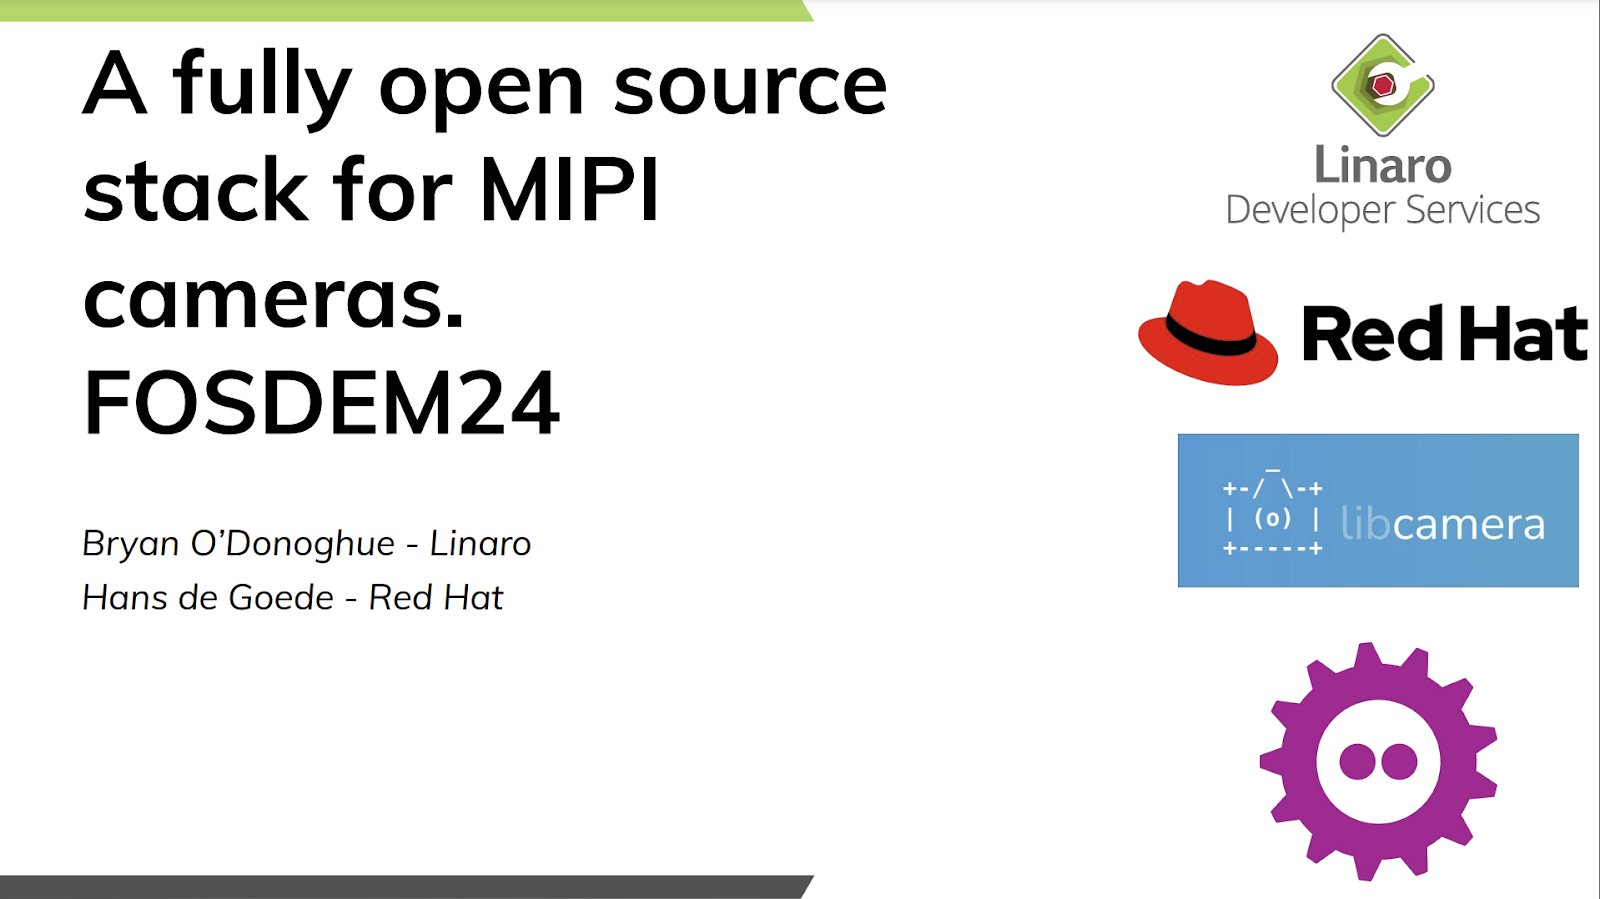 A fully open source
stack for MIPI
cameras.
FOSDEM24
Bryan O’Donoghue - Linaro
Hans de Goede - Red Hat
Linaro
Developer Services
Red Hat
_
+-/ \-+
| (o) |
+-----+
libcamera